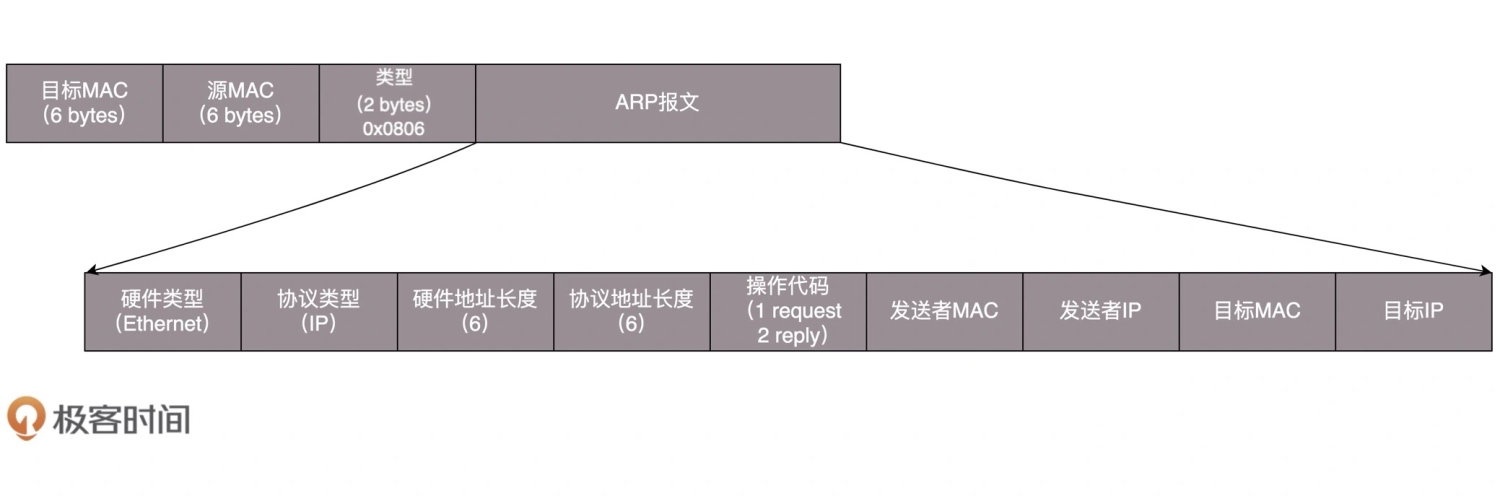 目标MAC
（6 bytes）
源MAC
（6 bytes）
类型
（2 bytes）
0x0806
ARP报文
硬件类型
（Ethernet）
协议类型
（IP）
硬件地址长度
（6）
协议地址长度
（6）
操作代码
（1 request
2 reply）
发送者MAC
发送者IP
目标MAC
目标IP
极客时间